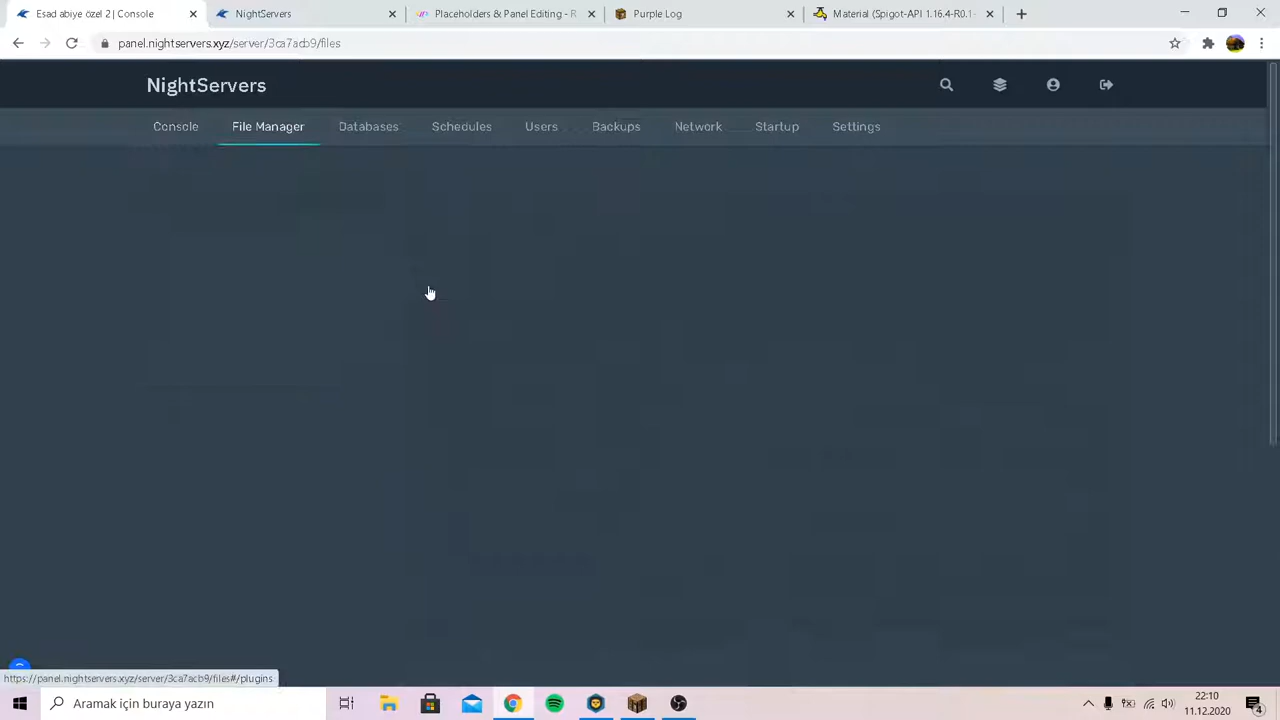 Esad abiye özel 2 | Console
NightServers
Placeholders & Panel Editing - R
Purple Log
Material (Spigot-API 1.16.4-R0.1-
panel.nightservers.xyz/server/3ca7acb9/files
NightServers
Console
File Manager
Databases
Schedules
Users
Backups
Network
Startup
Settings
https://panel.nightservers.xyz/server/3ca7acb9/files#/plugins
Aramak için buraya yazın
22:10
11.12.2020
4